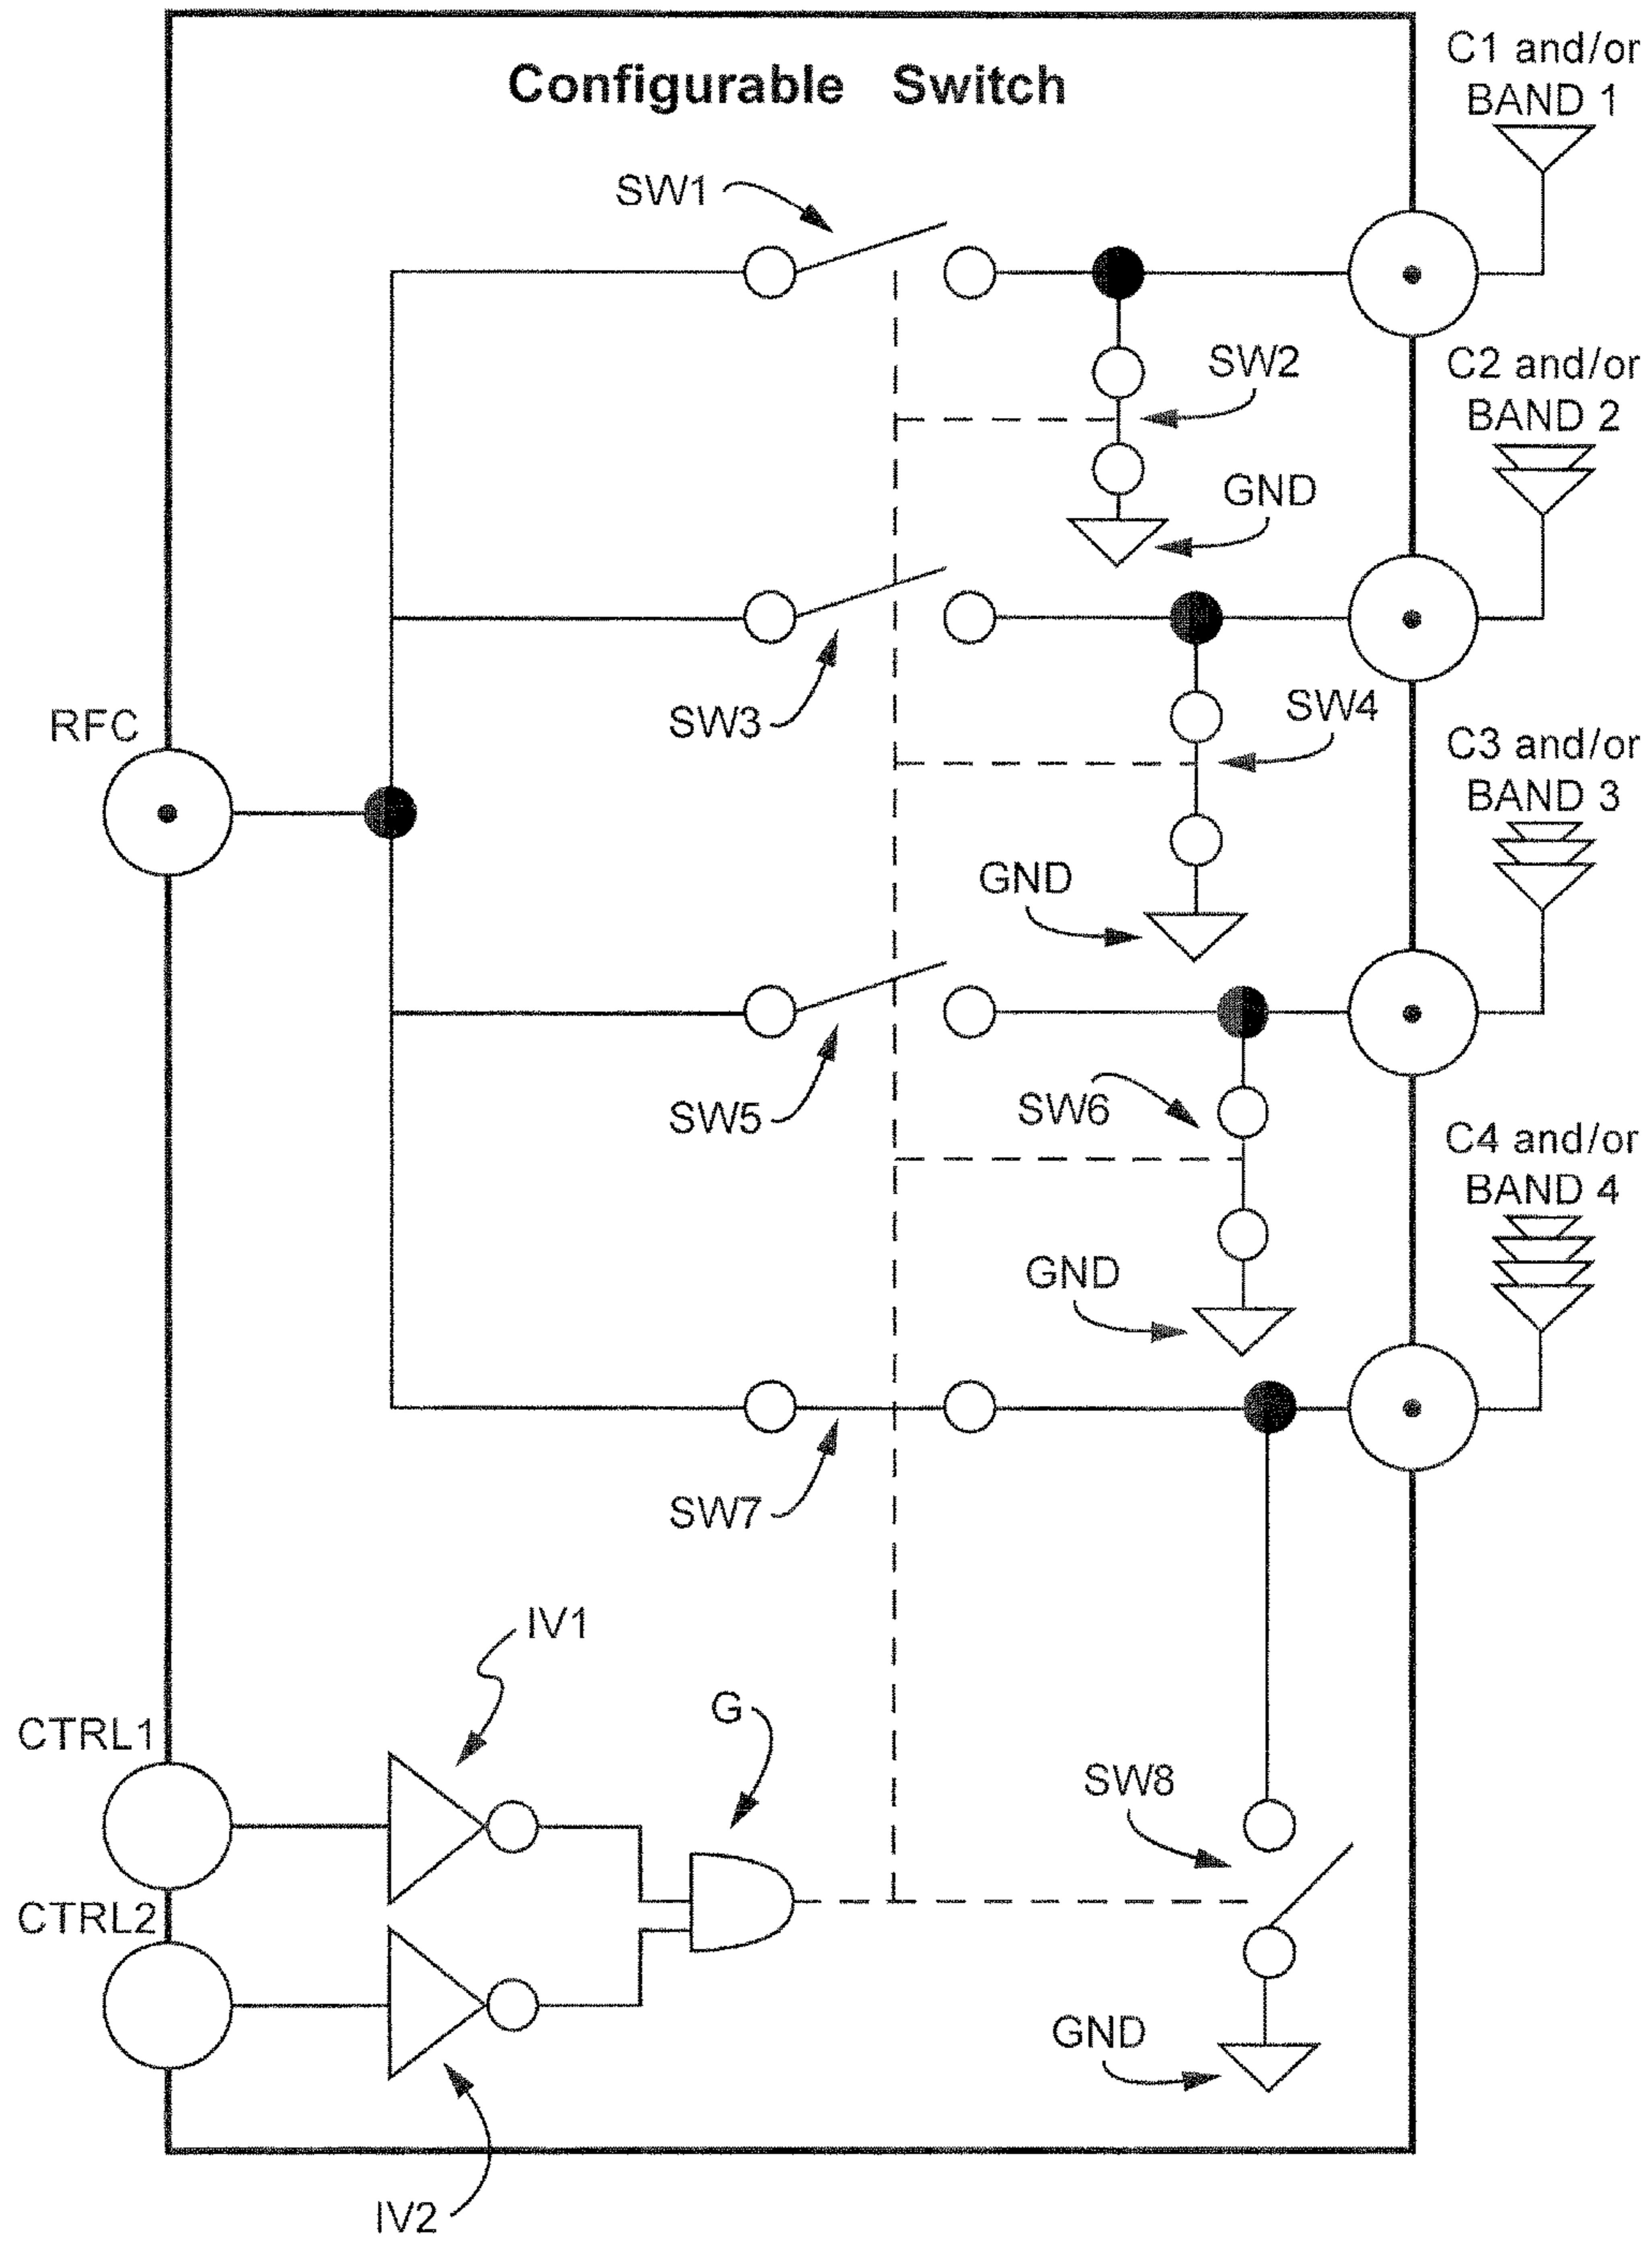 Configurable Switch
C1 and/or
BAND 1
SW1
SW2
C2 and/or
BAND 2
GND
SW3
SW4
RFC
C3 and/or
BAND 3
GND
SW5
SW6
C4 and/or
BAND 4
GND
SW7
IV1
G
CTRL1
SW8
CTRL2
GND
IV2